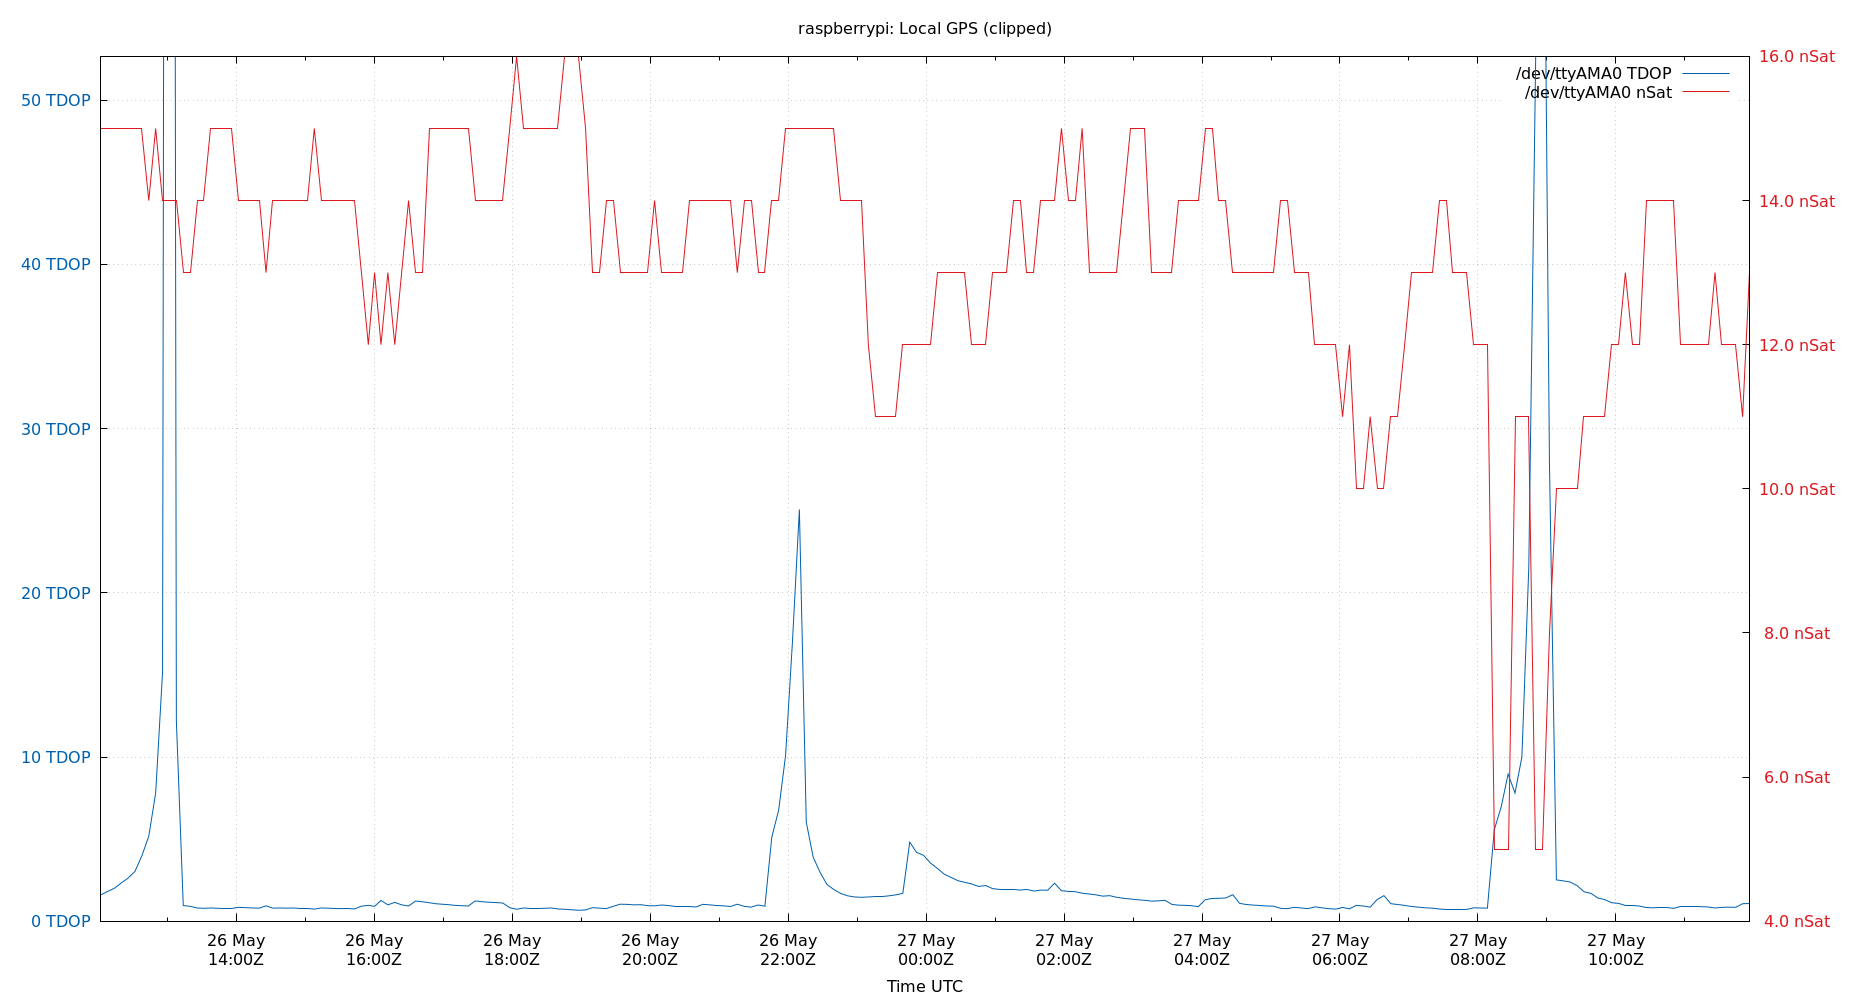 raspberrypi: Local GPS (clipped)
16.0 nSat
/dev/ttyAMA0 TDOP
/dev/ttyAMA0 nSat
50 TDOP
14.0 nSat
40 TDOP
12.0 nSat
30 TDOP
10.0 nSat
20 TDOP
8.0 nSat
10 TDOP
6.0 nSat
0 TDOP
4.0 nSat
26 May 26 May 26 May 26 May 26 May 27 May 27 May 27 May 27 May 27 May 27 May
14:00Z 16:00Z 18:00Z 20:00Z 22:00Z 00:00Z 02:00Z 04:00Z 06:00Z 08:00Z 10:00Z
Time UTC